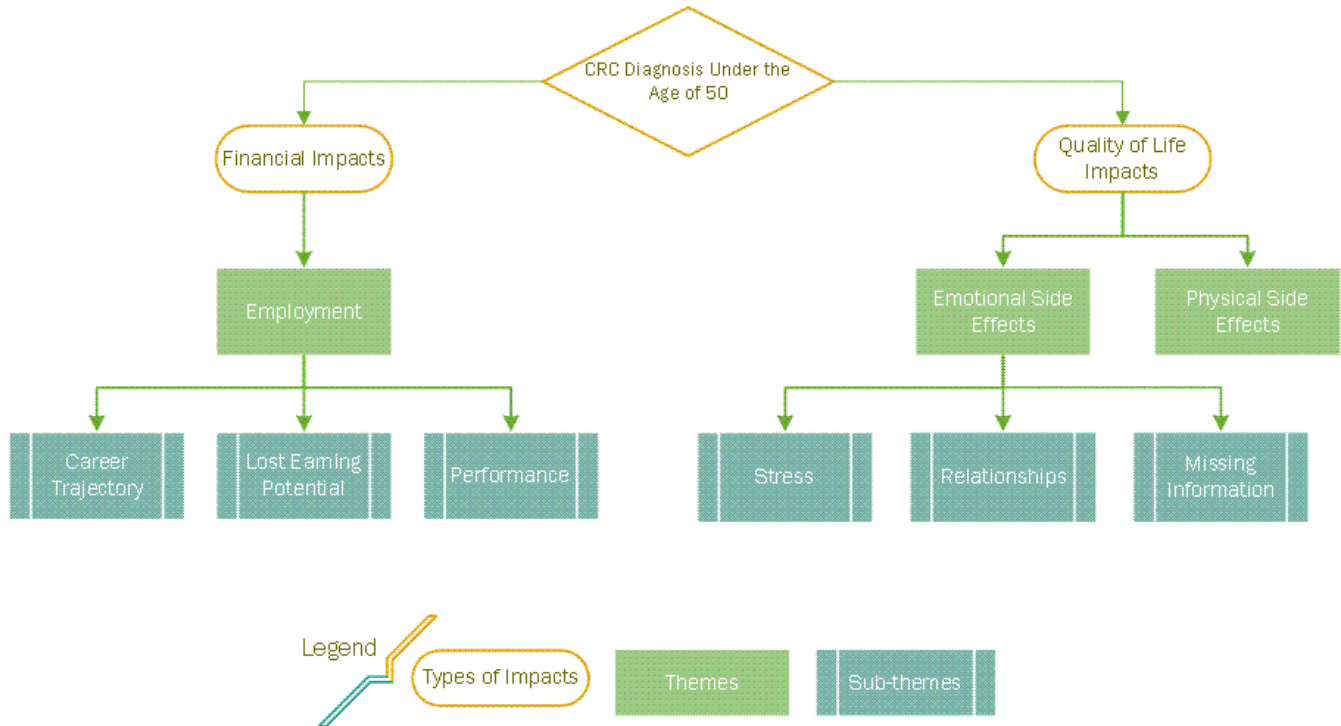 CRC Diagnosis Under the
Age of 50
Financial Impacts
Quality of Life
Impacts
Employment
Emotional Side
Effects
Physical Side
Effects
Career
Trajectory
Lost Earning
Potential
Performance
Stress
Relationships
Missing
Information
Legend
Types of Impacts
Themes
Sub-themes